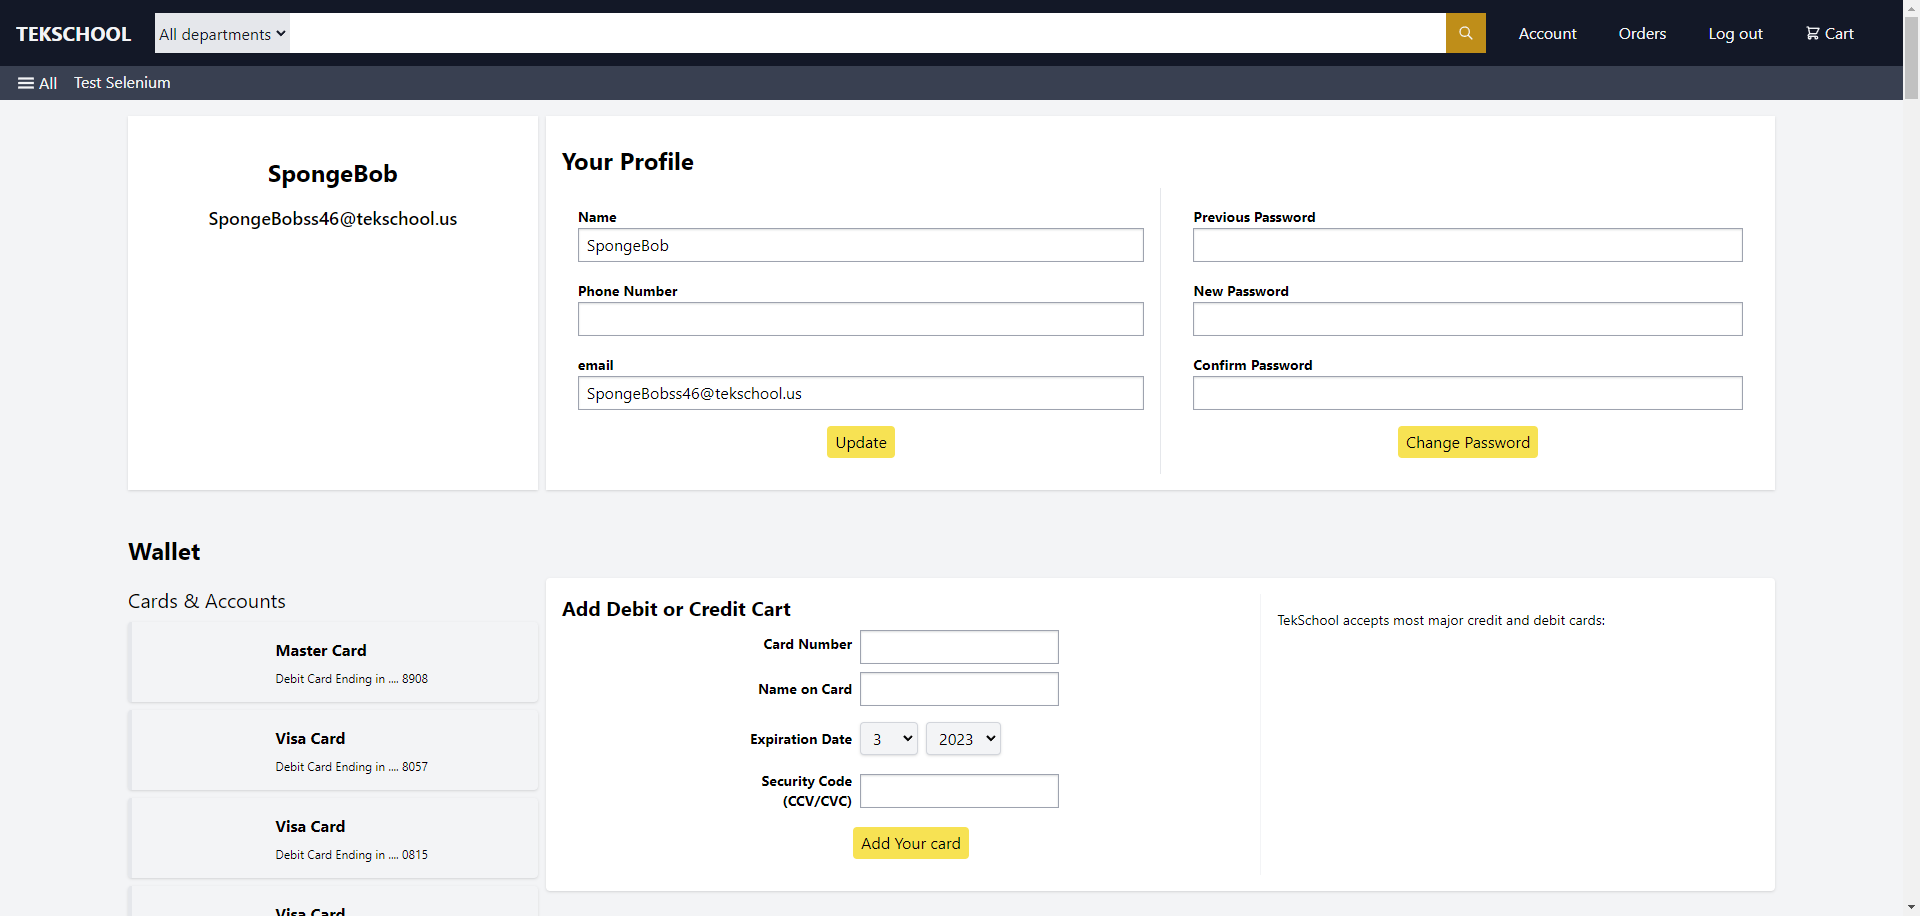 TEKSCHOOL
All departments
Account
Orders
Log out
Cart
All
Test Selenium
SpongeBob
SpongeBobss46@tekschool.us
Your Profile
Name
SpongeBob
Phone Number
email
SpongeBobss46@tekschool.us
Update
Previous Password
New Password
Confirm Password
Change Password
Wallet
Cards & Accounts
Master Card
Debit Card Ending in .... 8908
Visa Card
Debit Card Ending in .... 8057
Visa Card
Debit Card Ending in .... 0815
Visa Card
Add Debit or Credit Cart
Card Number
Name on Card
Expiration Date
3
2023
Security Code
(CCV/CVC)
Add Your card
TekSchool accepts most major credit and debit cards: